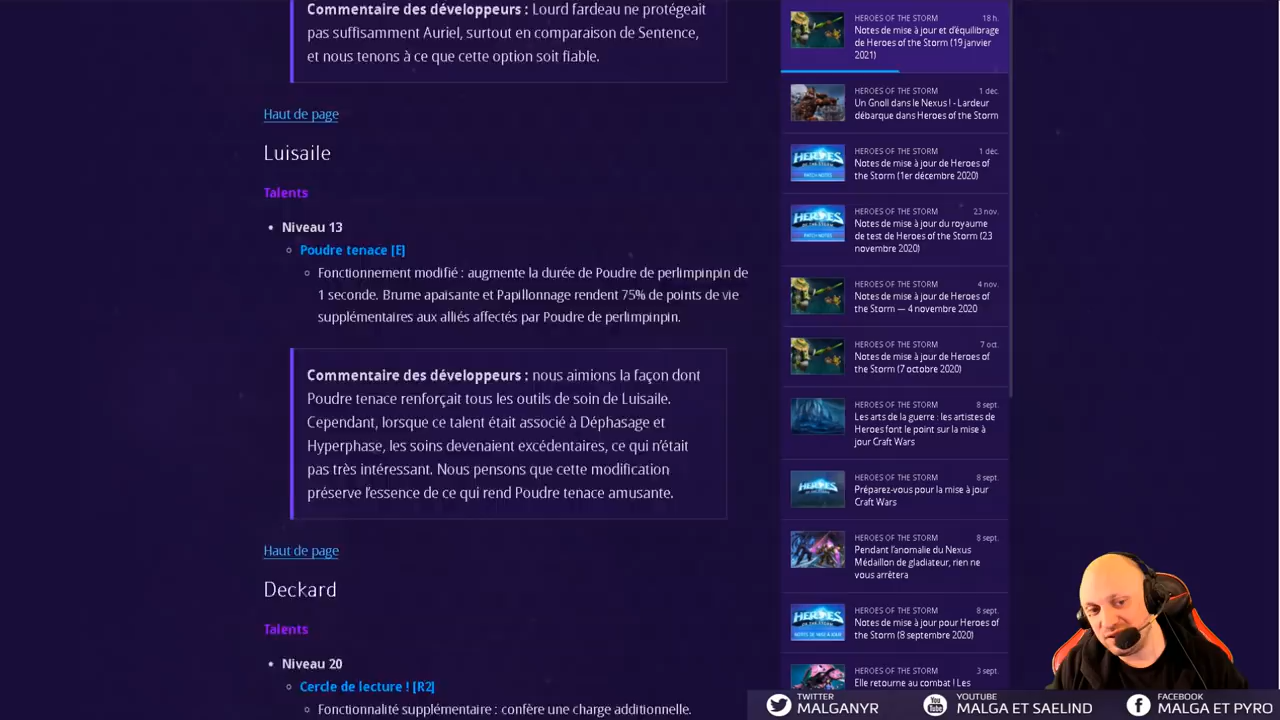 Commentaire des développeurs : Lourd fardeau ne protégeait
pas suffisamment Auriel, surtout en comparaison de Sentence,
et nous tenons à ce que cette option soit fiable.
Haut de page
Luisaile
Talents
Niveau 13
Poudre tenace [E]
Fonctionnement modifié : augmente la durée de Poudre de perlimpinpin de
1 seconde. Brume apaisante et Papillonnage rendent 75% de points de vie
supplémentaires aux alliés affectés par Poudre de perlimpinpin.
Commentaire des développeurs : nous aimions la façon dont
Poudre tenace renforçait tous les outils de soin de Luisaile.
Cependant, lorsque ce talent était associé à Déphasage et
Hyperphase, les soins devenaient excédentaires, ce qui n'était
pas très intéressant. Nous pensons que cette modification
préserve l'essence de ce qui rend Poudre tenace amusante.
Haut de page
Deckard
Talents
Niveau 20
Cercle de lecture ! [R2]
Fonctionnalité supplémentaire : confère une charge additionnelle.
HEROES OF THE STORM 18 h.
Notes de mise à jour et d'équilibrage
de Heroes of the Storm (19 janvier
2021)
HEROES OF THE STORM 1 déc.
Un Gnoll dans le Nexus ! - Lardeur
débarque dans Heroes of the Storm
HEROES OF THE STORM 1 déc.
Notes de mise à jour de Heroes of
the Storm (1er décembre 2020)
HEROES OF THE STORM 23 nov.
Notes de mise à jour du royaume
de test de Heroes of the Storm (23
novembre 2020)
HEROES OF THE STORM 4 nov.
Notes de mise à jour de Heroes of
the Storm — 4 novembre 2020
HEROES OF THE STORM 7 oct.
Notes de mise à jour de Heroes of
the Storm (7 octobre 2020)
HEROES OF THE STORM 8 sept.
Les arts de la guerre : les artistes de
Heroes font le point sur la mise à
jour Craft Wars
HEROES OF THE STORM 8 sept.
Préparez-vous pour la mise à jour
Craft Wars
HEROES OF THE STORM 8 sept.
Pendant l'anomalie du Nexus
Médaillon de gladiateur, rien ne
vous arrêtera
HEROES OF THE STORM 8 sept.
Notes de mise à jour pour Heroes of
the Storm (8 septembre 2020)
HEROES OF THE STORM 3 sept.
Elle retourne au combat ! Les
TWITTER
MALGANYR
YOUTUBE
MALGA ET SAELIND
FACEBOOK
MALGA ET PYRO